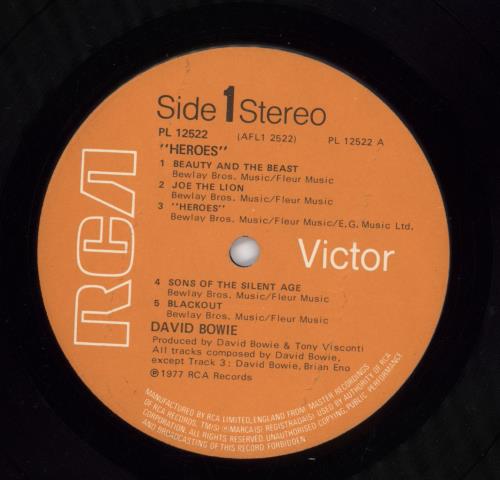 Side 1 Stereo
PL 12522 (AFL1 2522) PL 12522 A
"HEROES"
1 BEAUTY AND THE BEAST
Bewlay Bros. Music/Fleur Music
2 JOE THE LION
Bewlay Bros. Music/Fleur Music
3 "HEROES"
Bewlay Bros. Music/Fleur Music/E.G. Music Ltd.
RCA
Victor
4 SONS OF THE SILENT AGE
Bewlay Bros. Music/Fleur Music
5 BLACKOUT
Bewlay Bros. Music/Fleur Music
DAVID BOWIE
Produced by David Bowie & Tony Visconti
All tracks composed by David Bowie,
except Track 3: David Bowie, Brian Eno
℗1977 RCA Records
MANUFACTURED BY RCA LIMITED, ENGLAND FROM MASTER RECORDINGS
OF RCA RECORDS. TM(S) ® MARCA(S) REGISTRADA(S) USED BY AUTHORITY OF RCA
CORPORATION. ALL RIGHTS RESERVED. UNAUTHORISED COPYING, PUBLIC PERFORMANCE
AND BROADCASTING OF THIS RECORD FORBIDDEN